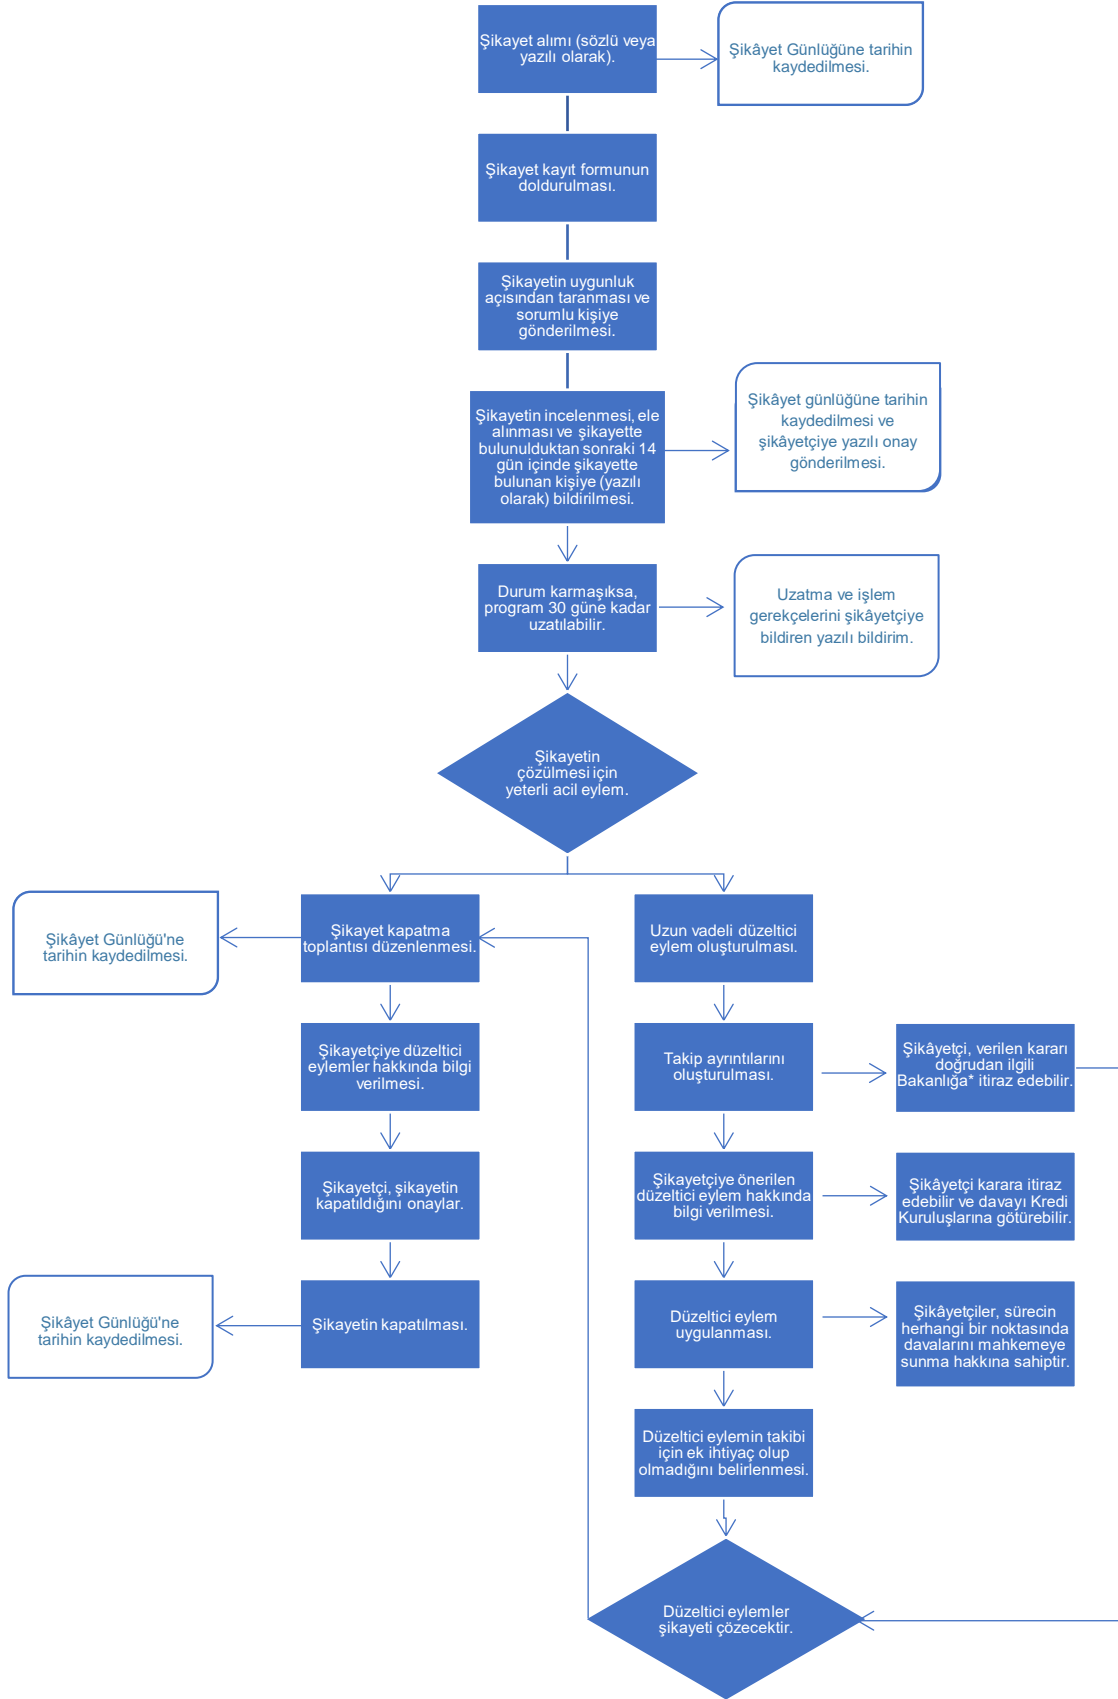 Şikayet alımı (sözlü veya
yazılı olarak).
Şikâyet Günlüğüne tarihin
kaydedilmesi.
Şikayet kayıt formunun
doldurulması.
Şikayetin uygunluk
açısından taranması ve
sorumlu kişiye
gönderilmesi.
Şikayetin incelenmesi, ele
alınması ve şikayette
bulunulduktan sonraki 14
gün içinde şikayette
bulunan kişiye (yazılı
olarak) bildirilmesi.
Şikâyet günlüğüne tarihin
kaydedilmesi ve
şikâyetçiye yazılı onay
gönderilmesi.
Durum karmaşıksa,
program 30 güne kadar
uzatılabilir.
Uzatma ve işlem
gerekçelerini şikâyetçiye
bildiren yazılı bildirim.
Şikayetin
çözülmesi için
yeterli acil eylem.
Şikâyet Günlüğü'ne
tarihin kaydedilmesi.
Şikayet kapatma
toplantısı düzenlenmesi.
Uzun vadeli düzeltici
eylem oluşturulması.
Şikayetçiye düzeltici
eylemler hakkında bilgi
verilmesi.
Takip ayrıntılarını
oluşturulması.
Şikâyetçi, verilen kararı
doğrudan ilgili
Bakanlığa* itiraz edebilir.
Şikayetçi, şikayetin
kapatıldığını onaylar.
Şikayetçiye önerilen
düzeltici eylem hakkında
bilgi verilmesi.
Şikâyetçi karara itiraz
edebilir ve davayı Kredi
Kuruluşlarına götürebilir.
Şikâyet Günlüğü'ne
tarihin kaydedilmesi.
Şikayetin kapatılması.
Düzeltici eylem
uygulanması.
Şikâyetçiler, sürecin
herhangi bir noktasında
davalarını mahkemeye
sunma hakkına sahiptir.
Düzeltici eylemin takibi
için ek ihtiyaç olup
olmadığını belirlenmesi.
Düzeltici eylemler
şikayeti çözecektir.